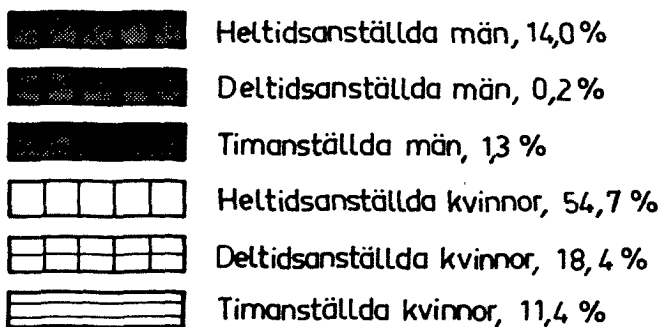 Heltidsanställda män, 14,0 %
Deltidsanställda män, 0,2 %
Timanställda män, 1,3 %
Heltidsanställda kvinnor, 54,7 %
Deltidsanställda kvinnor, 18,4 %
Timanställda kvinnor, 11,4 %